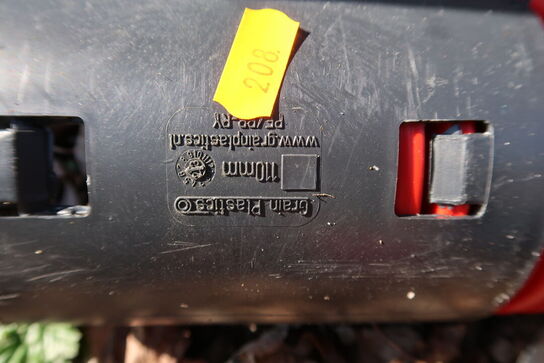 Grain Plastics
110mm
www.grainplastics.nl
PE/PP-RY
208.